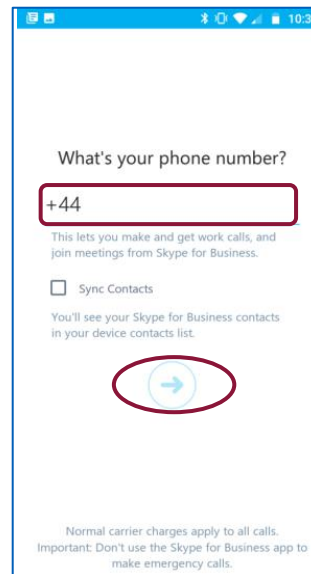 10:3
What's your phone number?
+44
This lets you make and get work calls, and
join meetings from Skype for Business.
Sync Contacts
You'll see your Skype for Business contacts
in your device contacts list.
Normal carrier charges apply to all calls.
Important: Don't use the Skype for Business app to
make emergency calls.